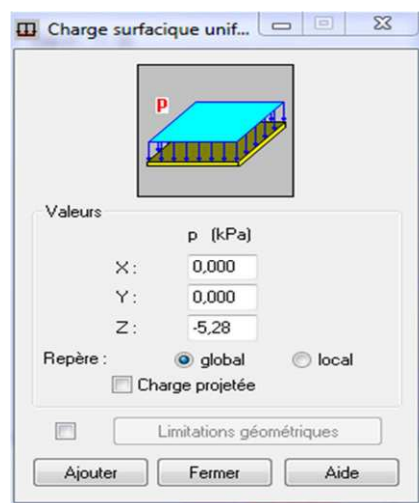 Charge surfacique unif...
P
Valeurs
p (kPa)
X : 0,000
Y : 0,000
Z : -5,28
Repère : global local
Charge projetée
Limitations géométriques
Ajouter Fermer Aide